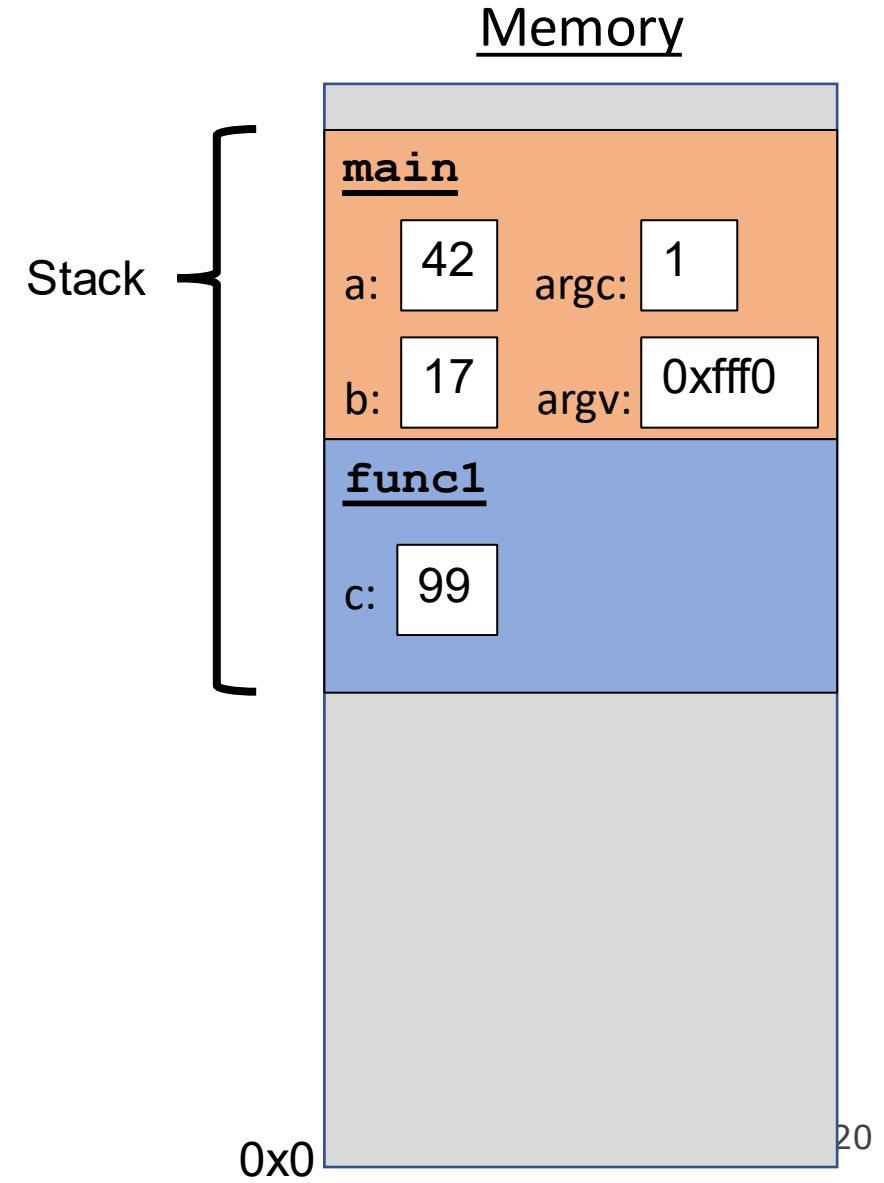 Memory
main
Stack
a: 42 argc: 1
b: 17 argv: 0xfff0
func1
c: 99
20
0x0